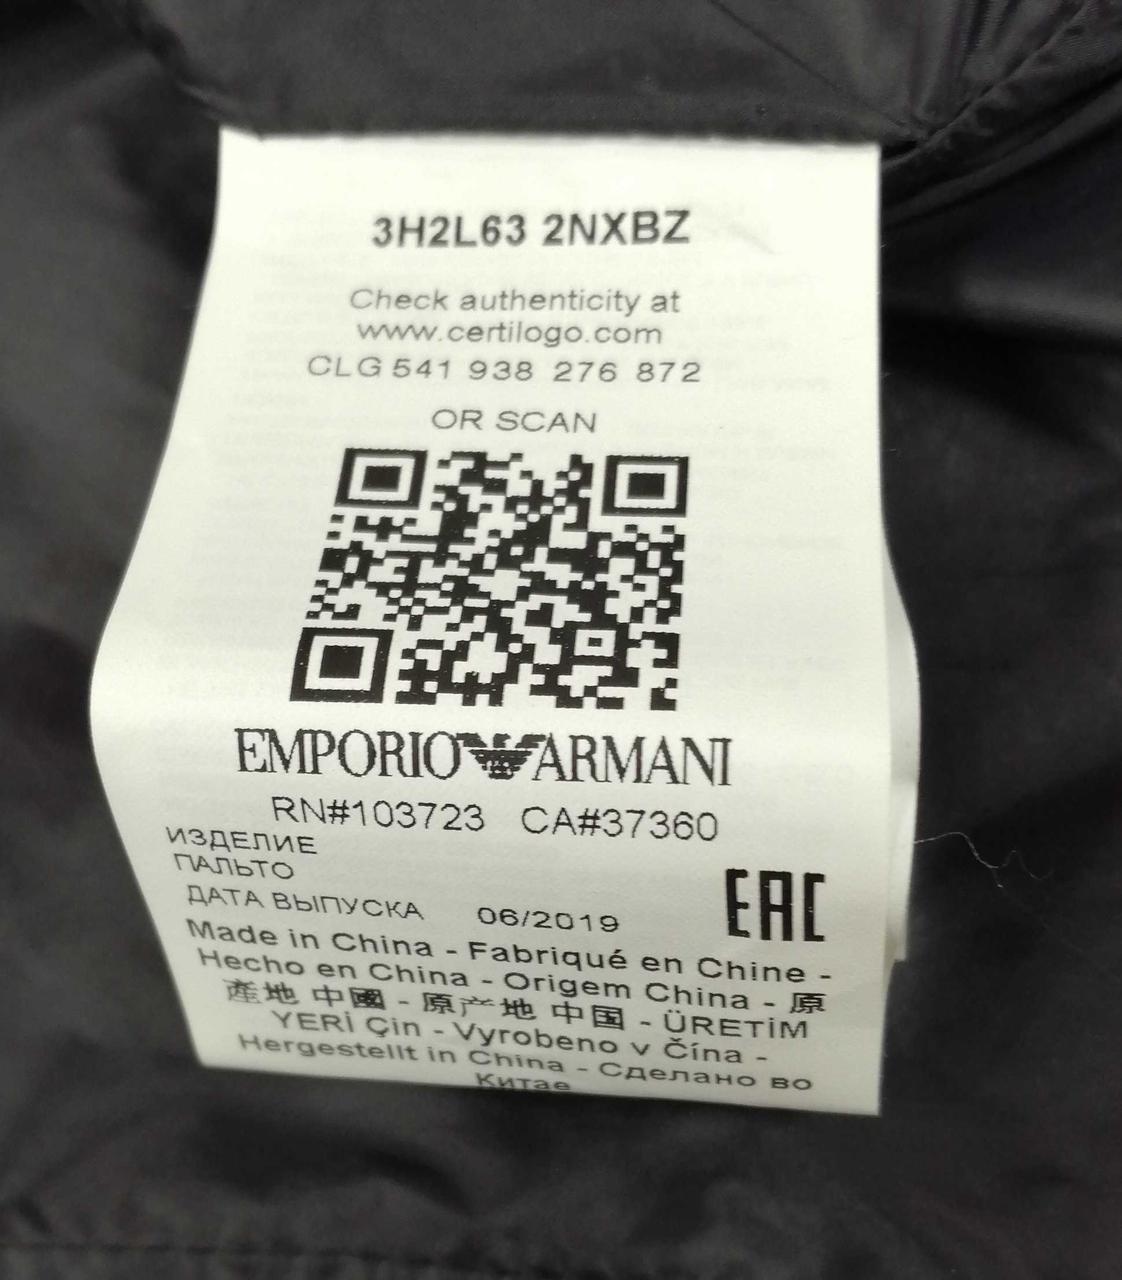 3H2L63 2NXBZ
Check authenticity at
www.certilogo.com
CLG 541 938 276 872
OR SCAN
EMPORIO ARMANI
RN#103723 CA#37360
ИЗДЕЛИЕ
ПАЛЬТО
ДАТА ВЫПУСКА 06/2019
EAC
Made in China - Fabriqué en Chine -
Hecho en China - Origem China - 原
產地 中國 - 原产地 中国 - ÜRETİM
YERİ Çin - Vyrobeno v Čína -
Hergestellt in China - Сделано во
Китае